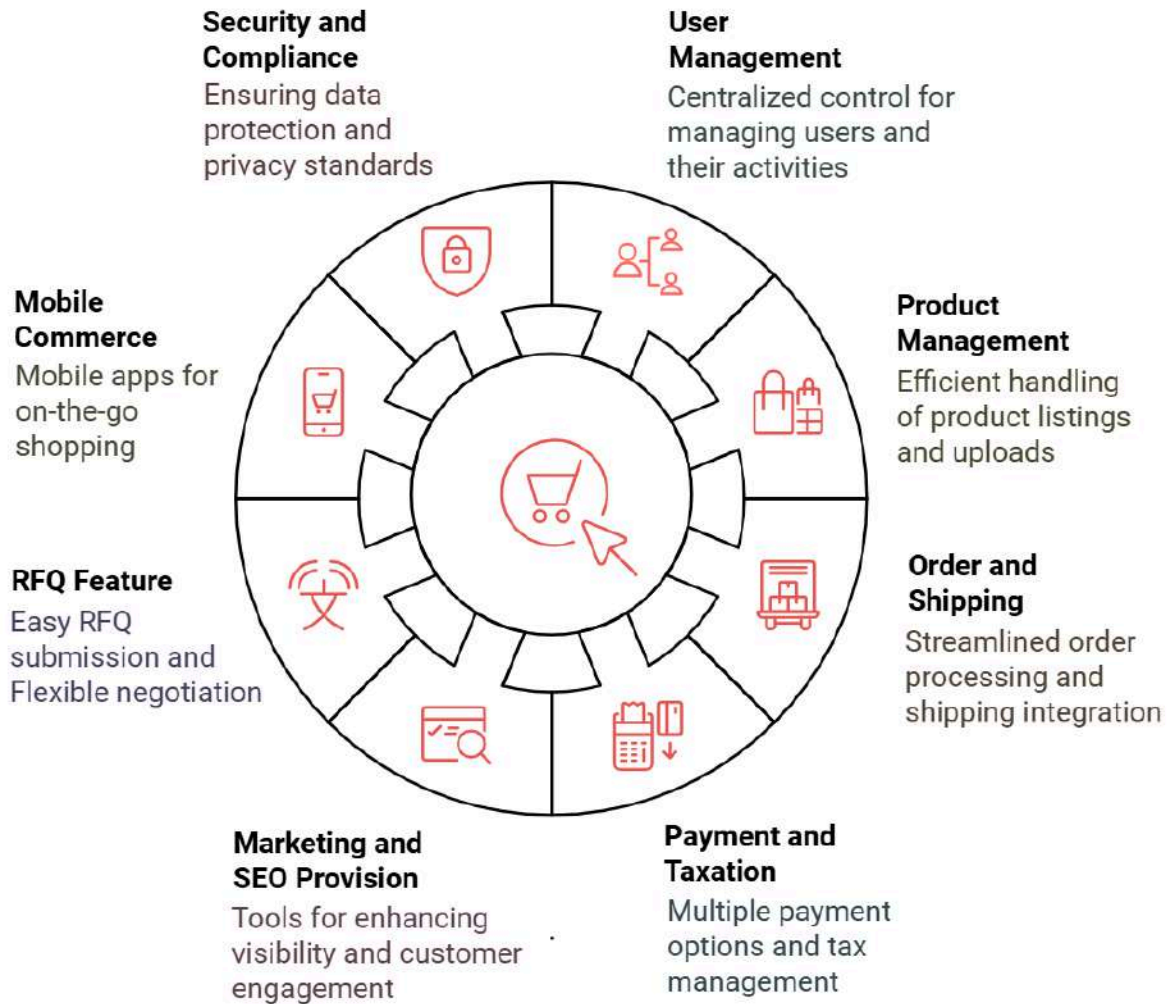 Security and
Compliance
Ensuring data
protection and
privacy standards
User
Management
Centralized control for
managing users and
their activities
Mobile
Commerce
Mobile apps for
on-the-go
shopping
Product
Management
Efficient handling
of product listings
and uploads
RFQ Feature
Easy RFQ
submission and
Flexible negotiation
Order and
Shipping
Streamlined order
processing and
shipping integration
Marketing and
SEO Provision
Tools for enhancing
visibility and customer
engagement
Payment and
Taxation
Multiple payment
options and tax
management